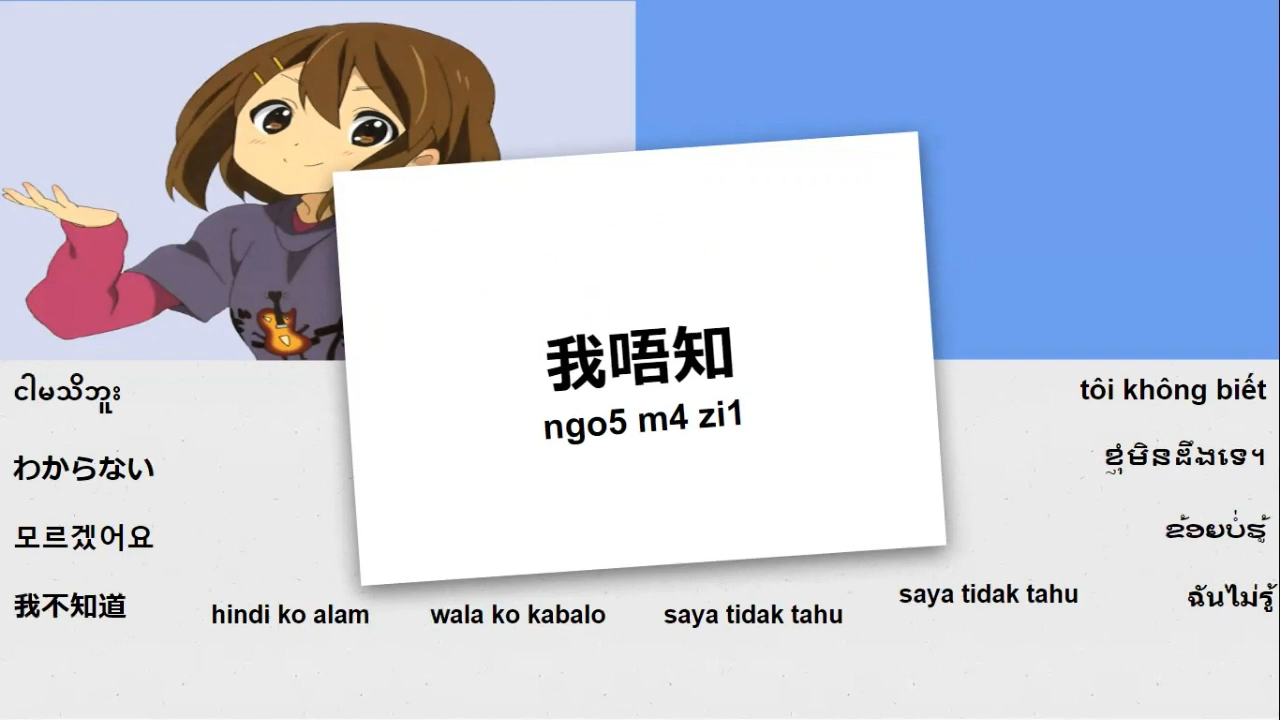 我唔知
ngo5 m4 zi1
ငါမသိဘူး
わからない
모르겠어요
我不知道
hindi ko alam
wala ko kabalo
saya tidak tahu
saya tidak tahu
tôi không biết
ខ្ញុំមិនដឹងទេ។
ຂ້ອຍບໍ່ຮູ້
ฉันไม่รู้